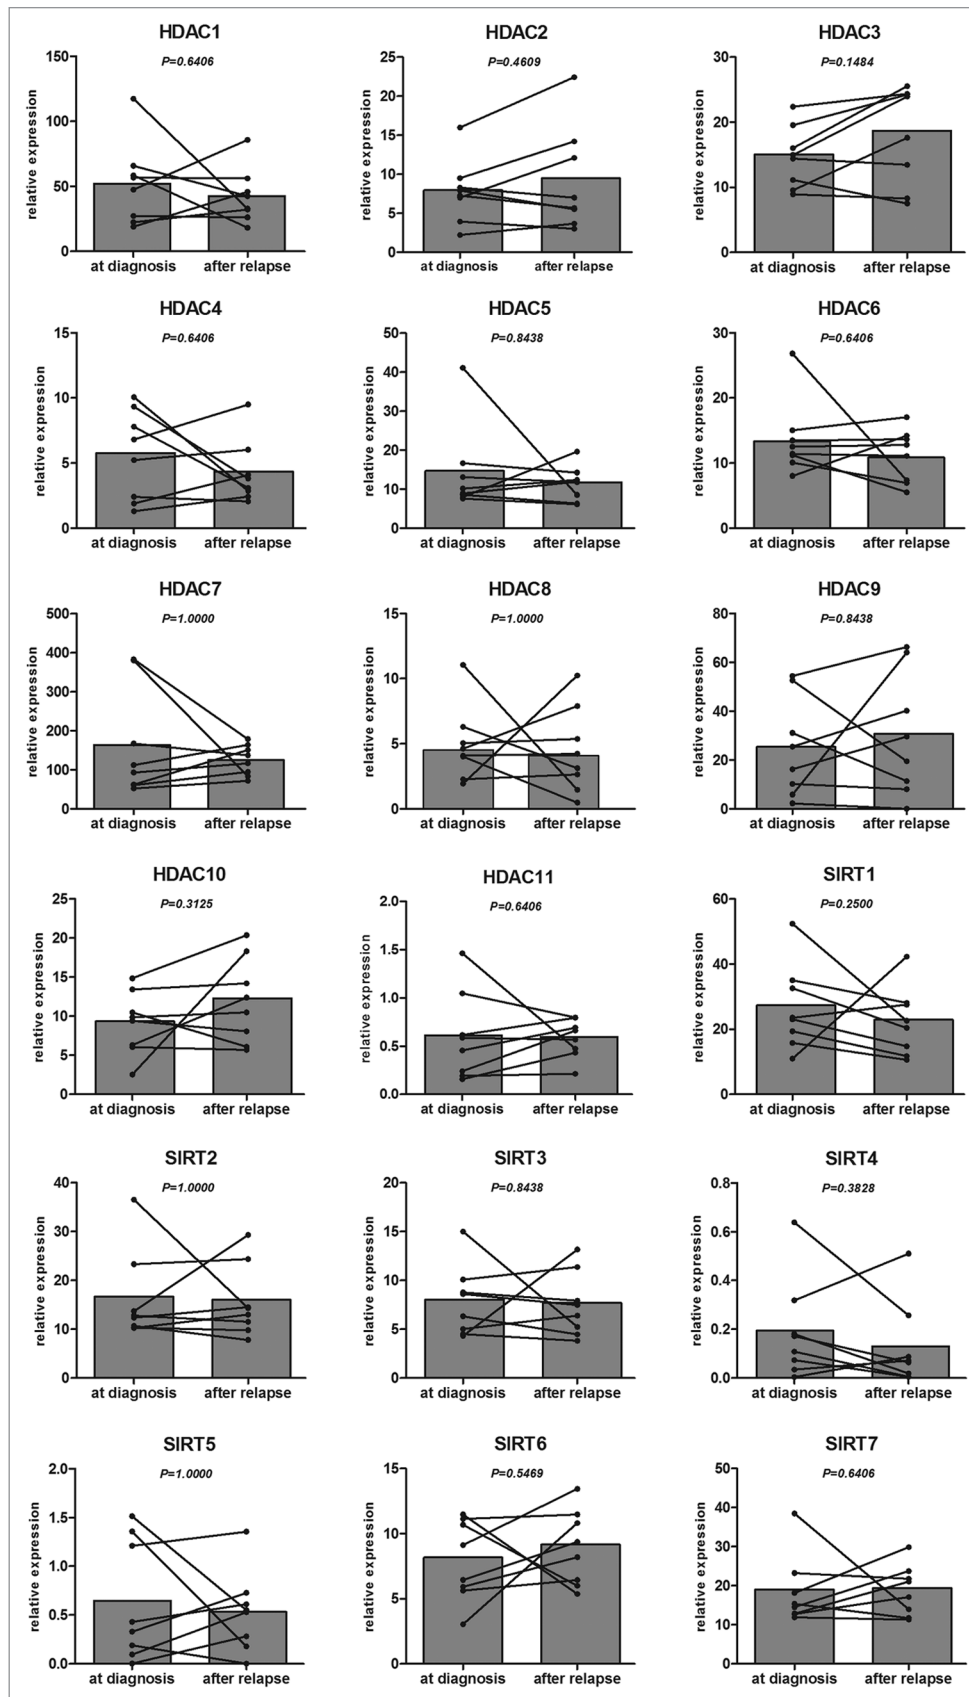 HDAC1
P=0.6406
relative expression
150
100
50
0
at diagnosis after relapse
HDAC2
P=0.4609
relative expression
25
20
15
10
5
0
at diagnosis after relapse
HDAC3
P=0.1484
relative expression
30
20
10
0
at diagnosis after relapse
HDAC4
P=0.6406
relative expression
15
10
5
0
at diagnosis after relapse
HDAC5
P=0.8438
relative expression
50
40
30
20
10
0
at diagnosis after relapse
HDAC6
P=0.6406
relative expression
30
20
10
0
at diagnosis after relapse
HDAC7
P=1.0000
relative expression
500
400
300
200
100
0
at diagnosis after relapse
HDAC8
P=1.0000
relative expression
15
10
5
0
at diagnosis after relapse
HDAC9
P=0.8438
relative expression
80
60
40
20
0
at diagnosis after relapse
HDAC10
P=0.3125
relative expression
25
20
15
10
5
0
at diagnosis after relapse
HDAC11
P=0.6406
relative expression
2.0
1.5
1.0
0.5
0.0
at diagnosis after relapse
SIRT1
P=0.2500
relative expression
60
40
20
0
at diagnosis after relapse
SIRT2
P=1.0000
relative expression
40
30
20
10
0
at diagnosis after relapse
SIRT3
P=0.8438
relative expression
20
15
10
5
0
at diagnosis after relapse
SIRT4
P=0.3828
relative expression
0.8
0.6
0.4
0.2
0.0
at diagnosis after relapse
SIRT5
P=1.0000
relative expression
2.0
1.5
1.0
0.5
0.0
at diagnosis after relapse
SIRT6
P=0.5469
relative expression
15
10
5
0
at diagnosis after relapse
SIRT7
P=0.6406
relative expression
50
40
30
20
10
0
at diagnosis after relapse